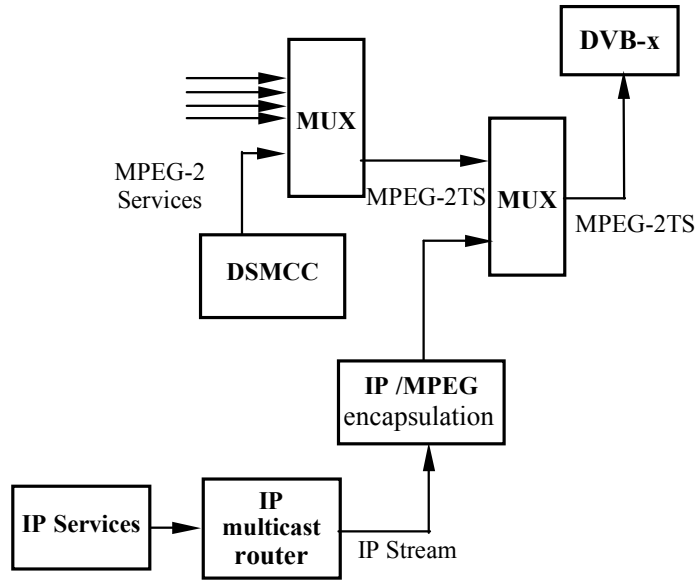 DVB-x
MUX
MPEG-2
Services
MPEG-2TS
MUX
MPEG-2TS
DSMCC
IP /MPEG
encapsulation
IP Services
IP
multicast
router
IP Stream